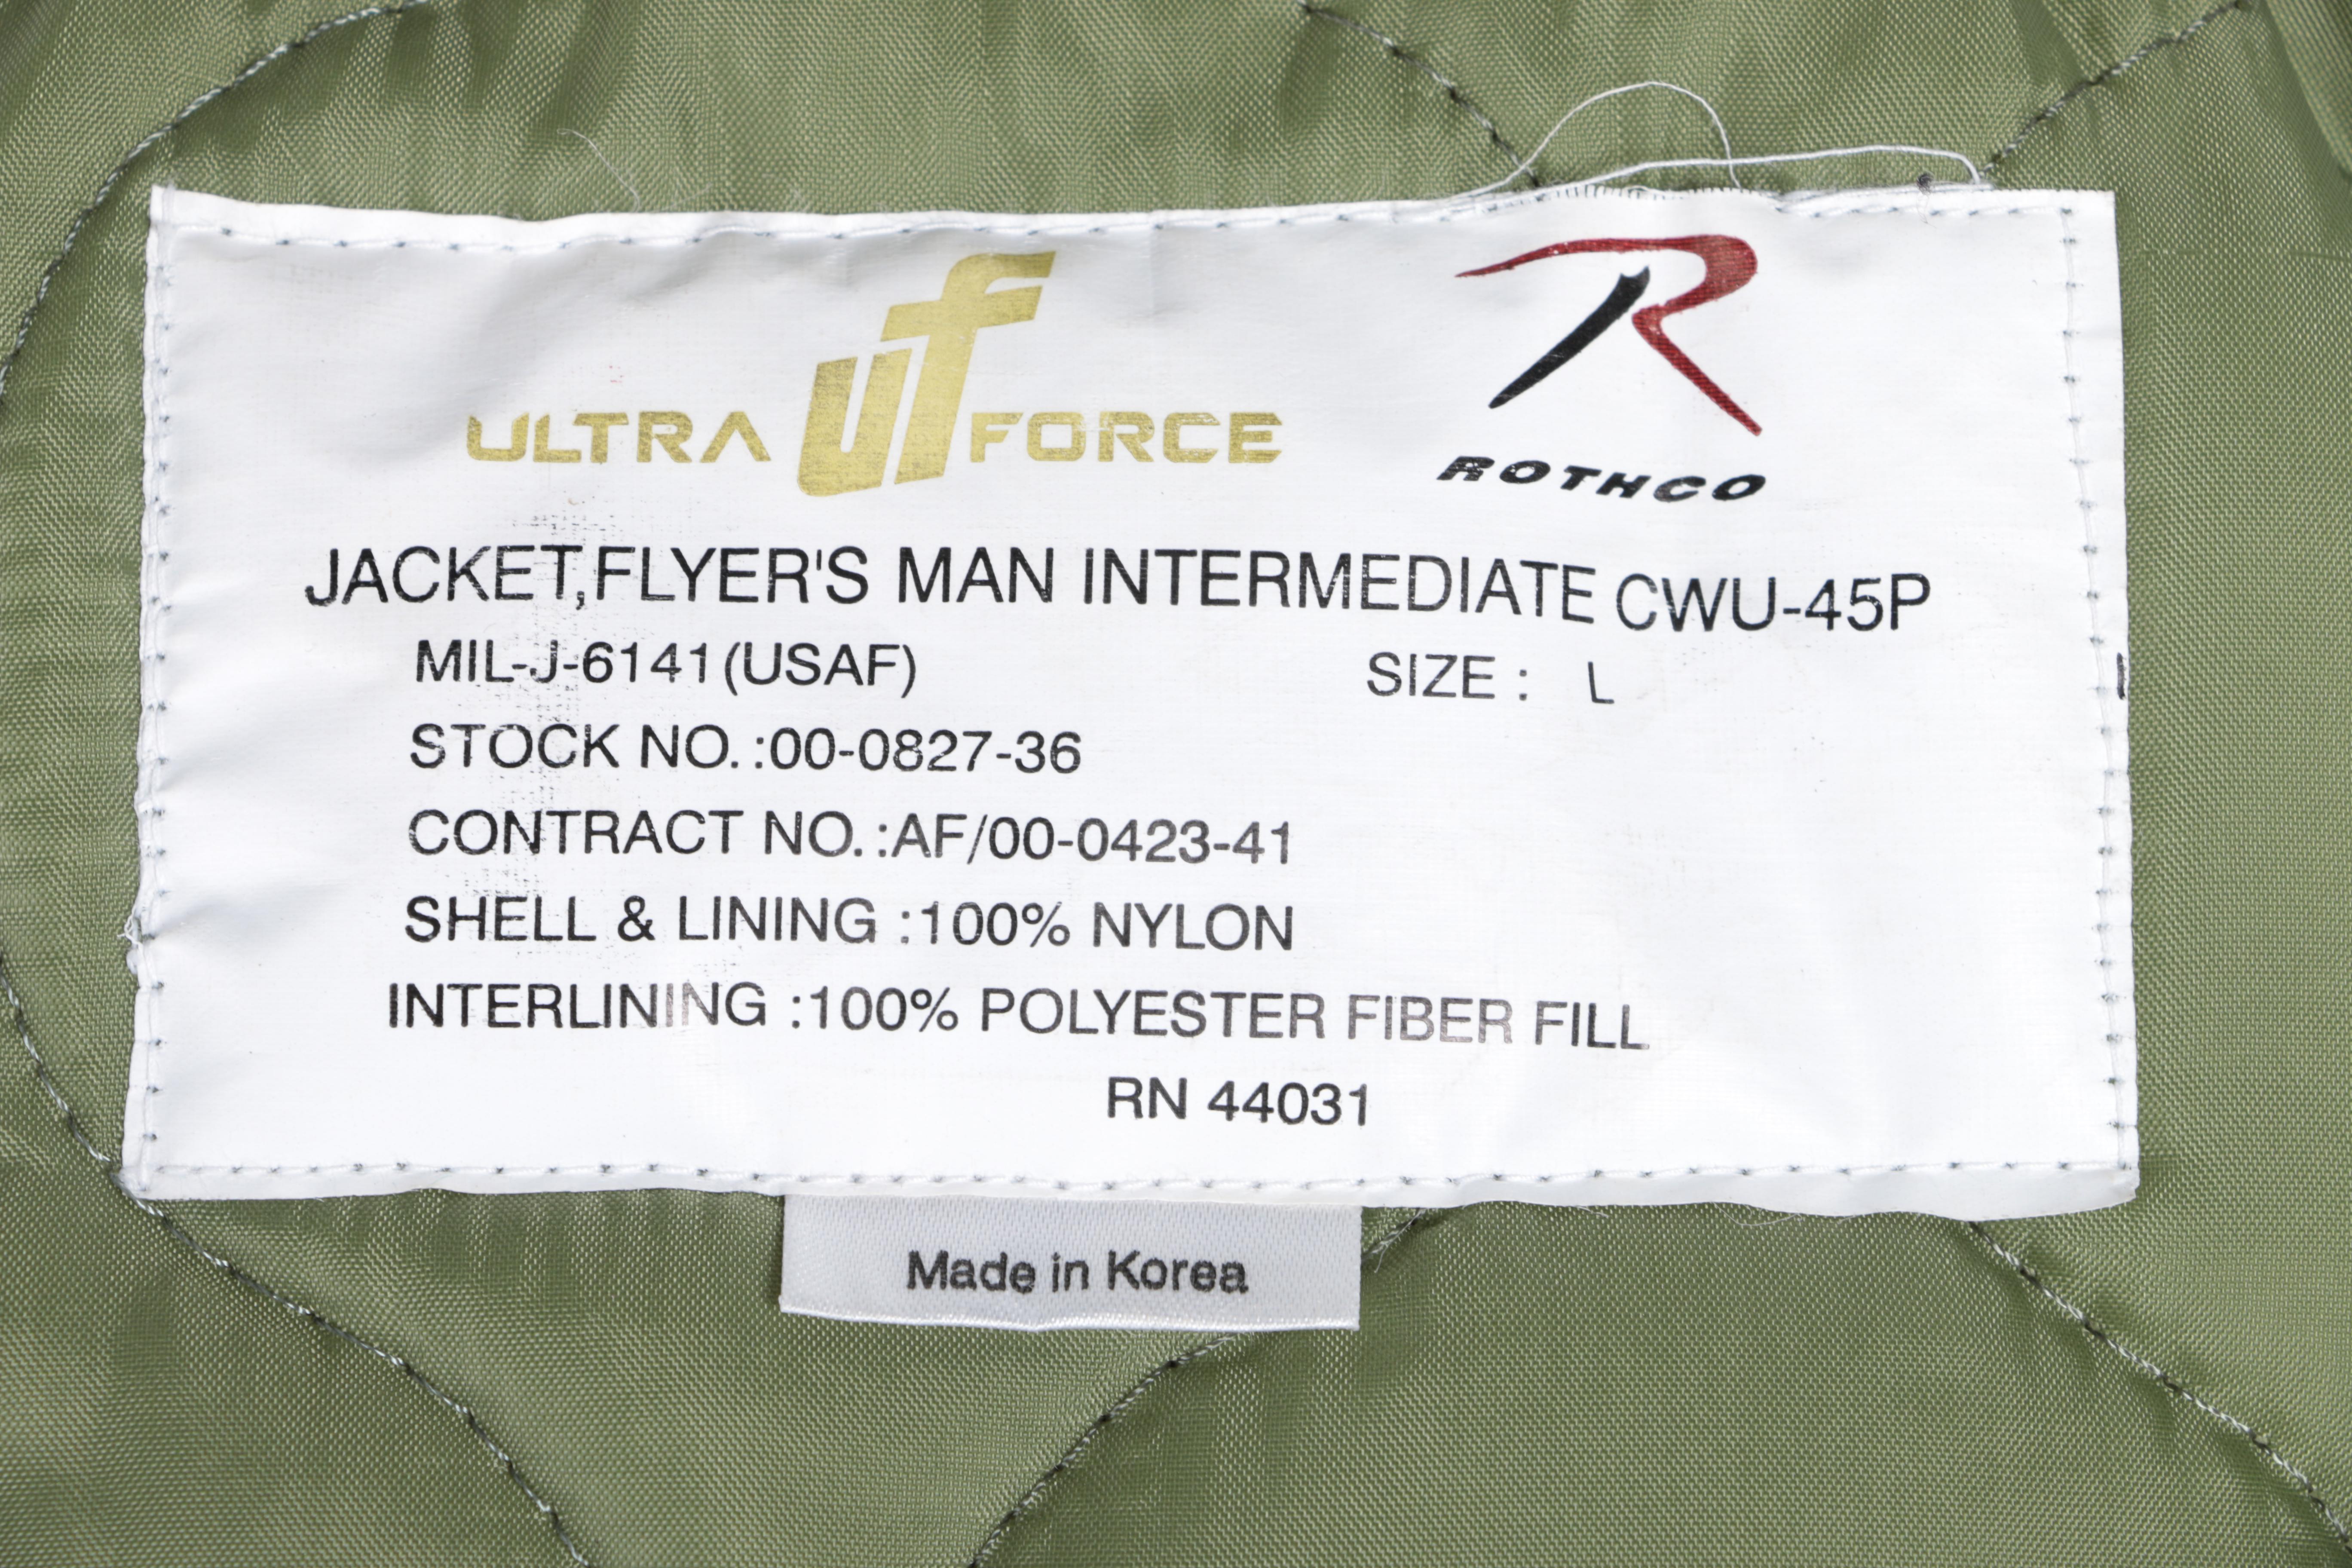 ULTRA uf FORCE
ROTHCO
JACKET,FLYER'S MAN INTERMEDIATE CWU-45P
MIL-J-6141(USAF) SIZE : L
STOCK NO.:00-0827-36
CONTRACT NO.:AF/00-0423-41
SHELL & LINING :100% NYLON
INTERLINING :100% POLYESTER FIBER FILL
RN 44031
Made in Korea